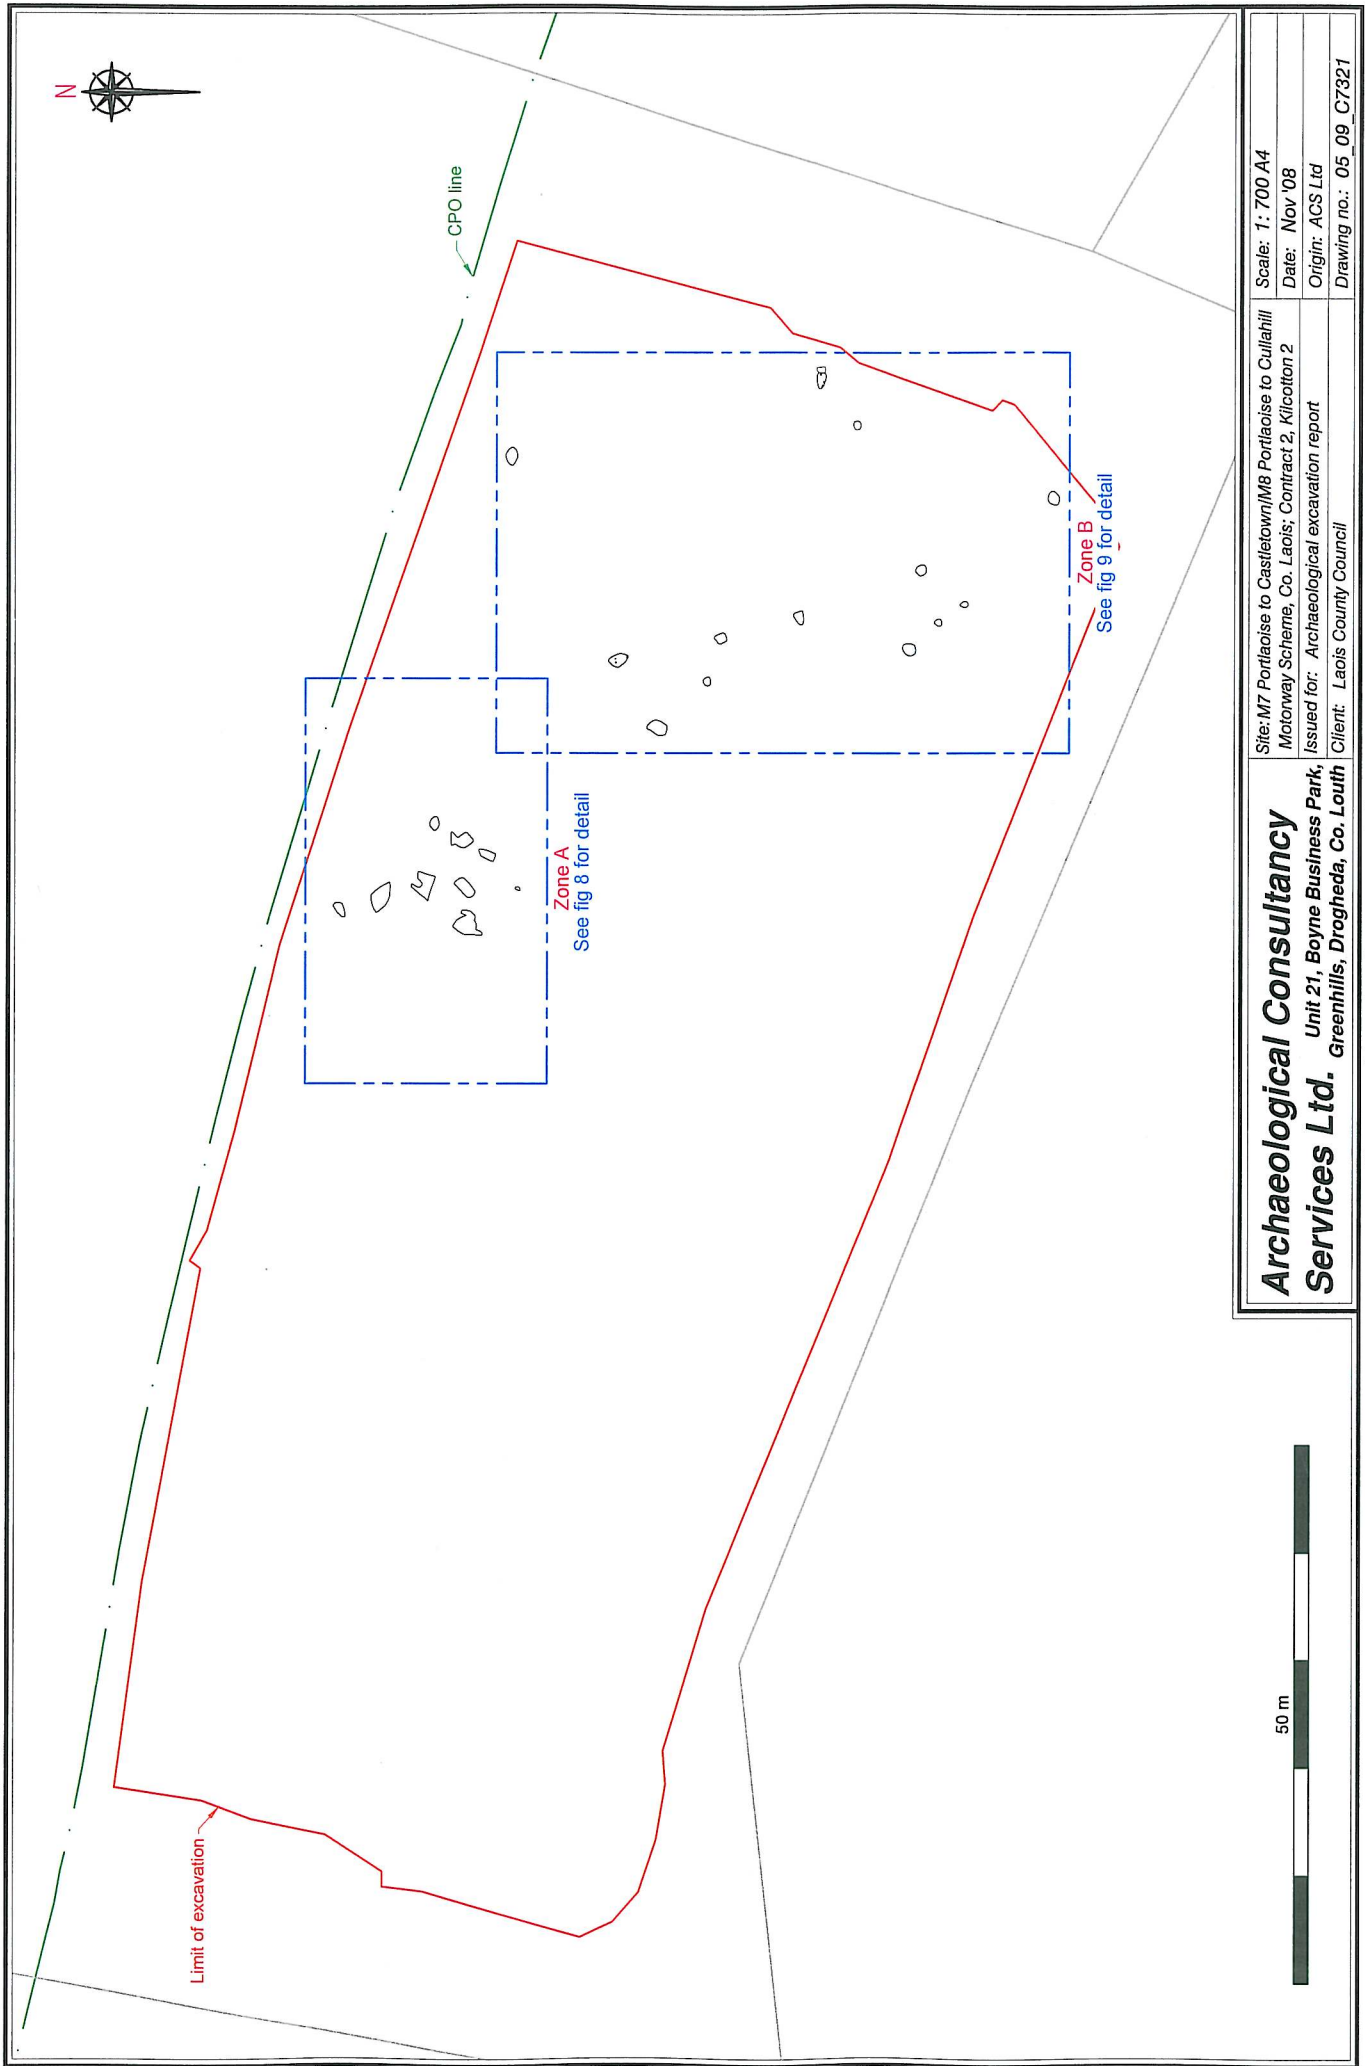 N
CPO line
Limit of excavation
Zone A
See fig 8 for detail
Zone B
See fig 9 for detail
50 m
Archaeological Consultancy
Services Ltd. Unit 21, Boyne Business Park,
Greenhills, Drogheda, Co. Louth
Site: M7 Portlaoise to Castletown/M8 Portlaoise to Cullahill
Motorway Scheme, Co. Laois; Contract 2, Kilcotton 2
Issued for: Archaeological excavation report
Client: Laois County Council
Scale: 1: 700 A4
Date: Nov '08
Origin: ACS Ltd
Drawing no.: 05_09_C7321